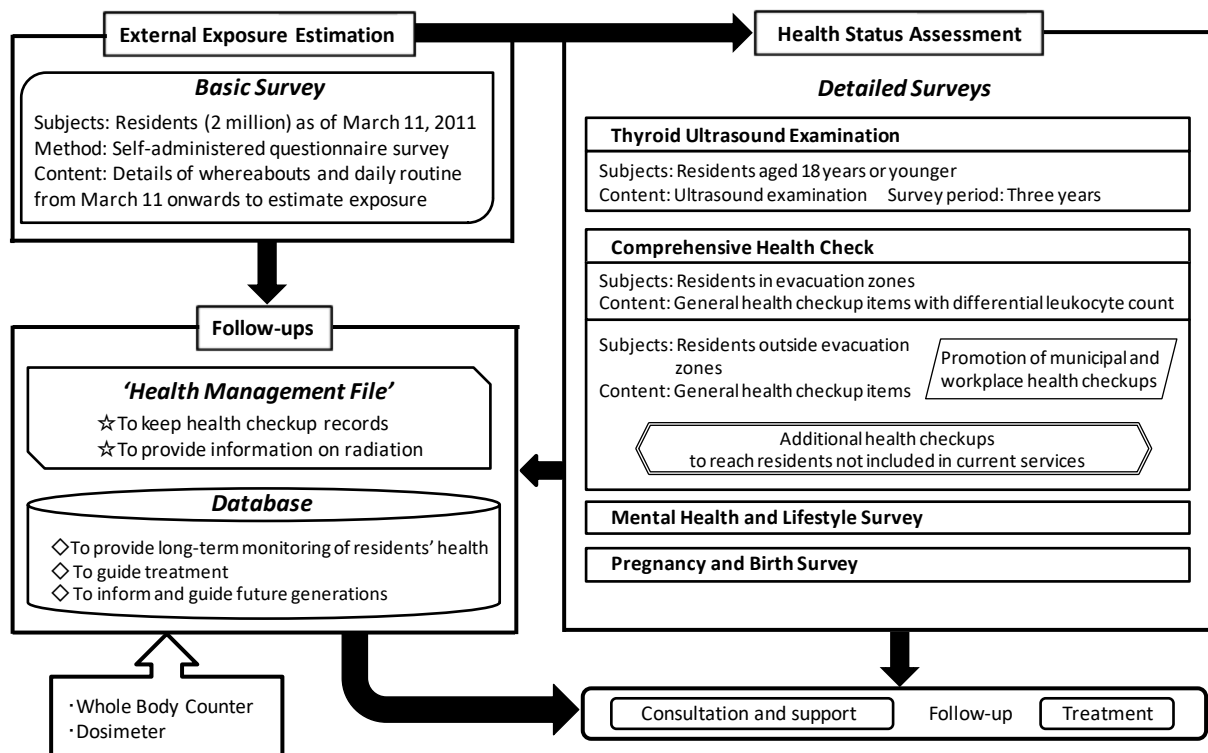 External Exposure Estimation
Basic Survey
Subjects: Residents (2 million) as of March 11, 2011
Method: Self-administered questionnaire survey
Content: Details of whereabouts and daily routine
from March 11 onwards to estimate exposure
Follow-ups
‘Health Management File’
☆To keep health checkup records
☆To provide information on radiation
Database
◇To provide long-term monitoring of residents’ health
◇To guide treatment
◇To inform and guide future generations
・Whole Body Counter
・Dosimeter
Health Status Assessment
Detailed Surveys
Thyroid Ultrasound Examination
Subjects: Residents aged 18 years or younger
Content: Ultrasound examination Survey period: Three years
Comprehensive Health Check
Subjects: Residents in evacuation zones
Content: General health checkup items with differential leukocyte count
Subjects: Residents outside evacuation
zones
Content: General health checkup items
Promotion of municipal and
workplace health checkups
Additional health checkups
to reach residents not included in current services
Mental Health and Lifestyle Survey
Pregnancy and Birth Survey
Consultation and support Follow-up Treatment